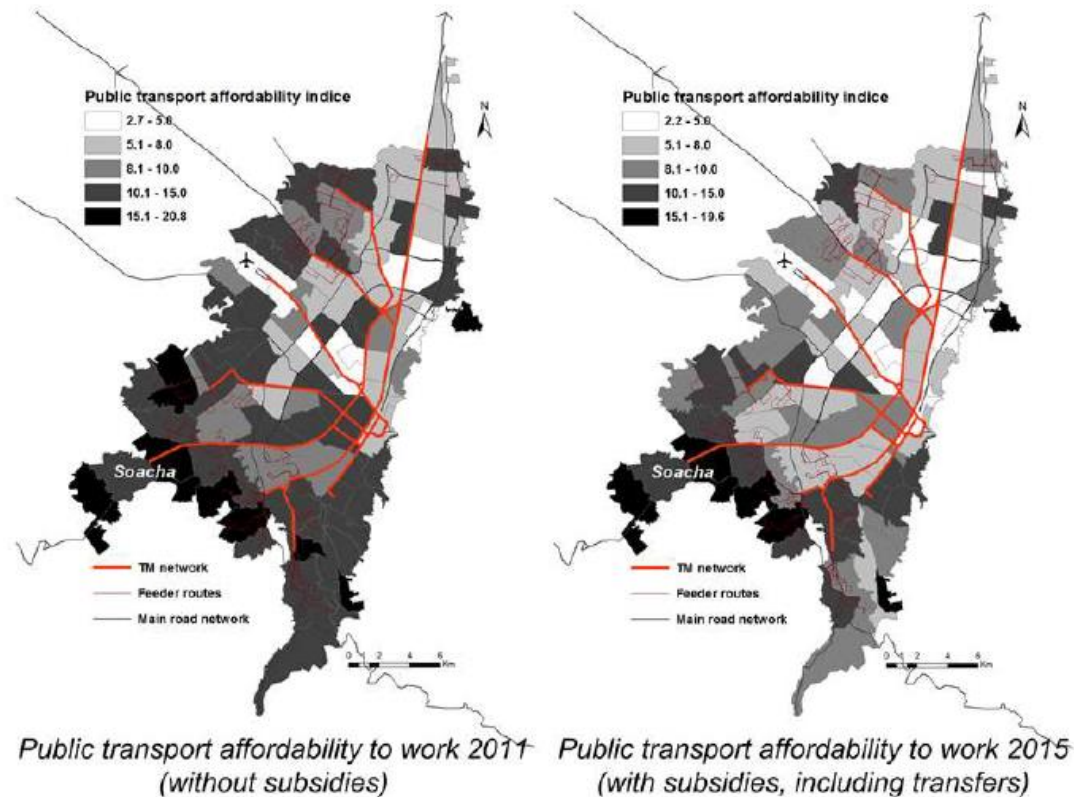 Public transport affordability indice
2.7 - 5.0
5.1 - 8.0
8.1 - 10.0
10.1 - 15.0
15.1 - 20.8
N
Soacha
TM network
Feeder routes
Main road network
0 1 2 4 6
Km
Public transport affordability to work 2011
(without subsidies)
Public transport affordability indice
2.2 - 5.0
5.1 - 8.0
8.1 - 10.0
10.1 - 15.0
15.1 - 19.6
N
Soacha
TM network
Feeder routes
Main road network
0 1 2 4 6
Km
Public transport affordability to work 2015
(with subsidies, including transfers)